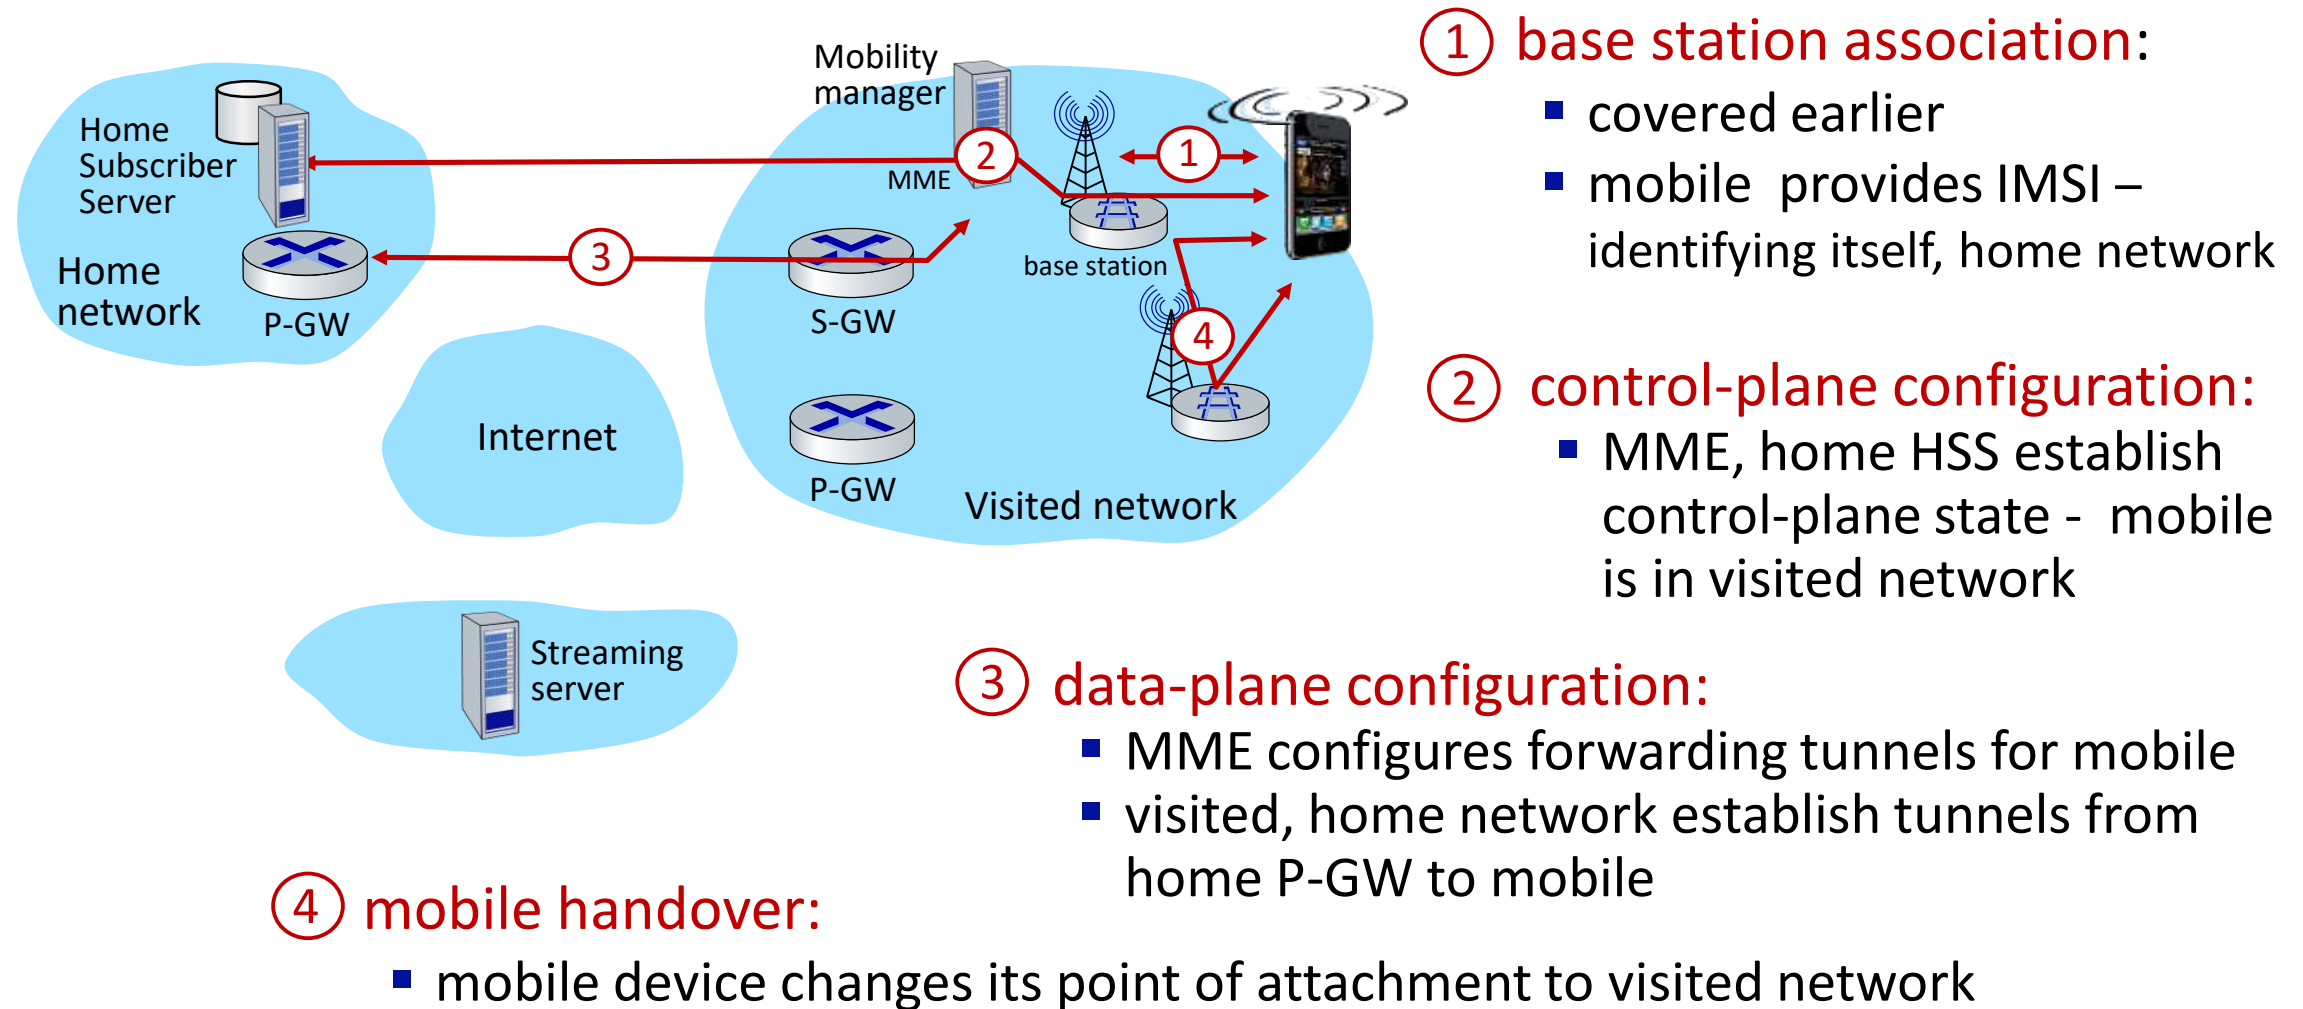 Mobility
manager
Home
Subscriber
Server
MME
2
1
3
Home
network
P-GW
S-GW
base station
4
Internet
P-GW
Visited network
Streaming
server
1 base station association:
▪ covered earlier
▪ mobile provides IMSI –
identifying itself, home network
2 control-plane configuration:
▪ MME, home HSS establish
control-plane state - mobile
is in visited network
3 data-plane configuration:
▪ MME configures forwarding tunnels for mobile
▪ visited, home network establish tunnels from
home P-GW to mobile
4 mobile handover:
▪ mobile device changes its point of attachment to visited network